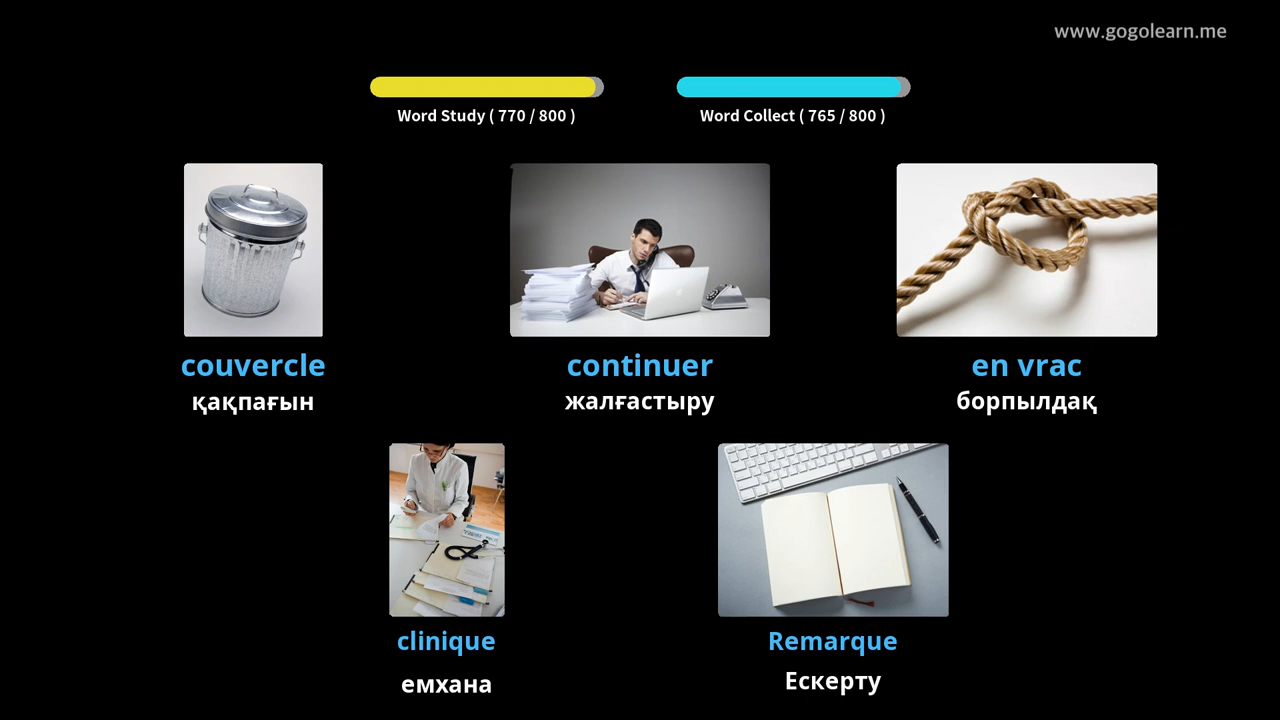 www.gogolearn.me
Word Study ( 770 / 800 )
Word Collect ( 765 / 800 )
couvercle
қақпағын
continuer
жалғастыру
en vrac
борпылдақ
clinique
емхана
Remarque
Ескерту